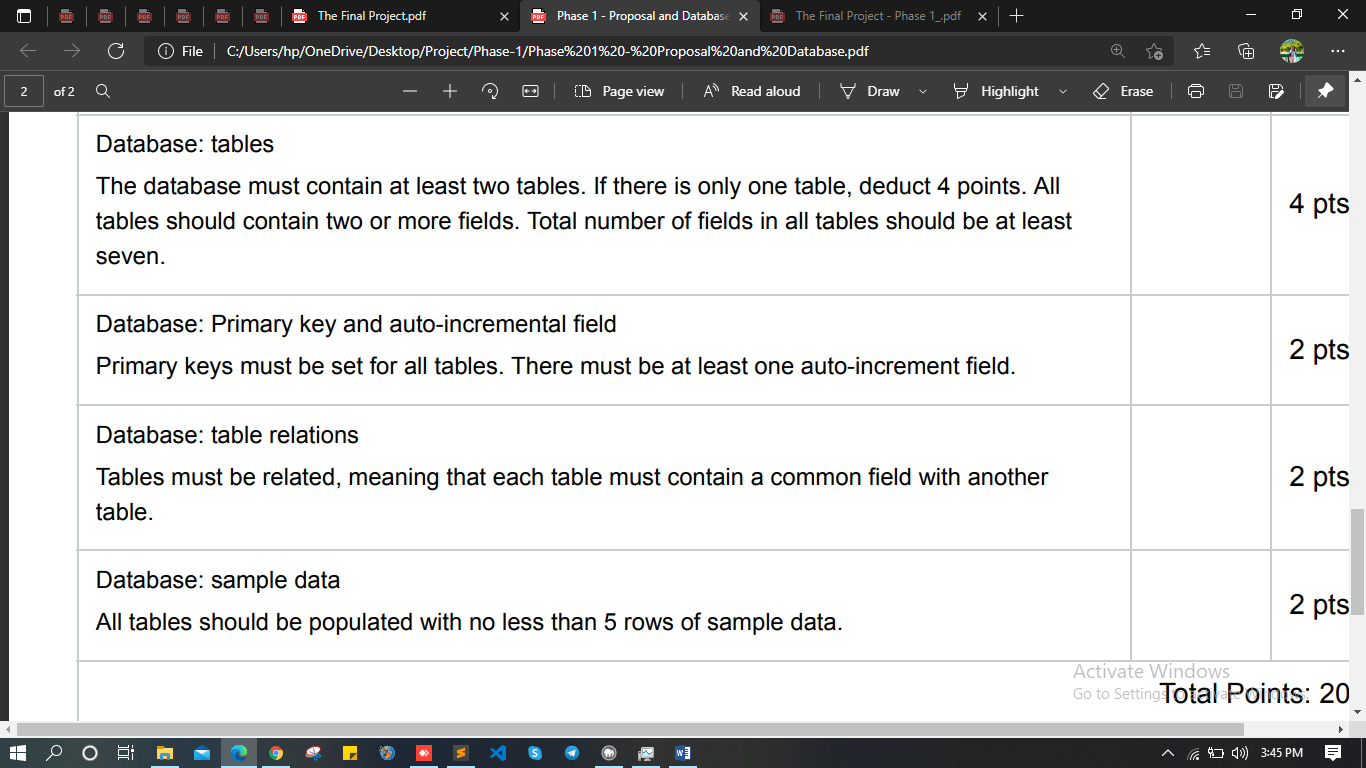 The Final Project.pdf
Phase 1 - Proposal and Database
The Final Project - Phase 1_.pdf
File
C:/Users/hp/OneDrive/Desktop/Project/Phase-1/Phase%201%20-%20Proposal%20and%20Database.pdf
2 of 2
Page view
Read aloud
Draw
Highlight
Erase
Database: tables
The database must contain at least two tables. If there is only one table, deduct 4 points. All
tables should contain two or more fields. Total number of fields in all tables should be at least
seven.
4 pts
Database: Primary key and auto-incremental field
Primary keys must be set for all tables. There must be at least one auto-increment field.
2 pts
Database: table relations
Tables must be related, meaning that each table must contain a common field with another
table.
2 pts
Database: sample data
All tables should be populated with no less than 5 rows of sample data.
2 pts
Activate Windows
Go to Settings to activate Windows.
Total Points: 20
3:45 PM